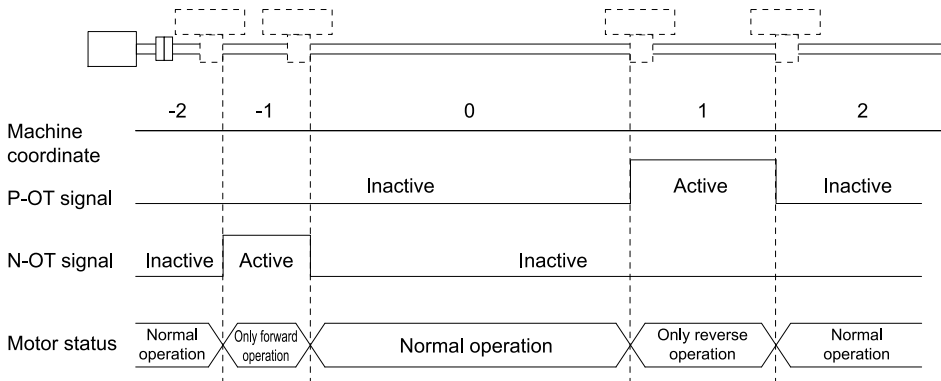 -2 -1 0 1 2
Machine
coordinate
P-OT signal Inactive Active Inactive
N-OT signal Inactive Active Inactive
Motor status
Normal
operation
Only forward
operation
Normal operation
Only reverse
operation
Normal
operation